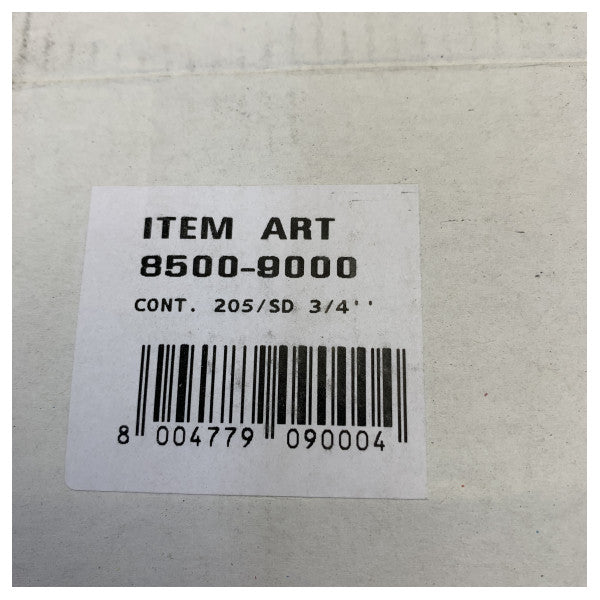 ITEM ART
8500-9000
CONT. 205/SD 3/4''
8 004779 090004